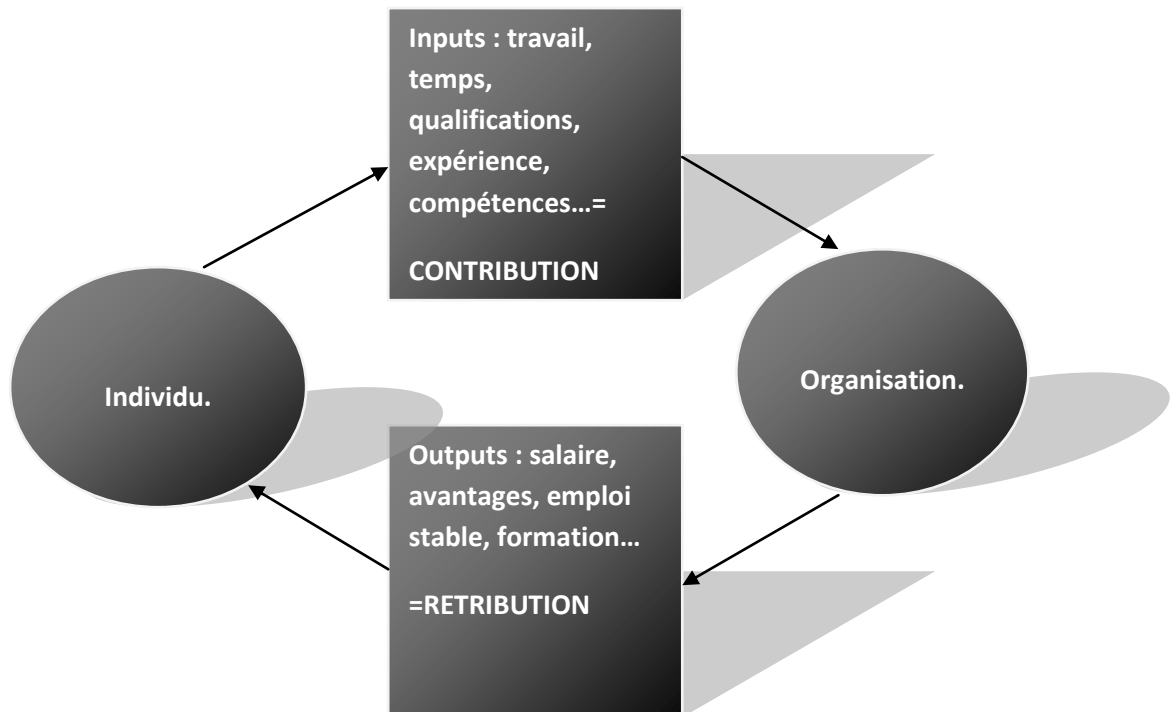 Inputs : travail,
temps,
qualifications,
expérience,
compétences…=
CONTRIBUTION
Individu.
Organisation.
Outputs : salaire,
avantages, emploi
stable, formation…
=RETRIBUTION